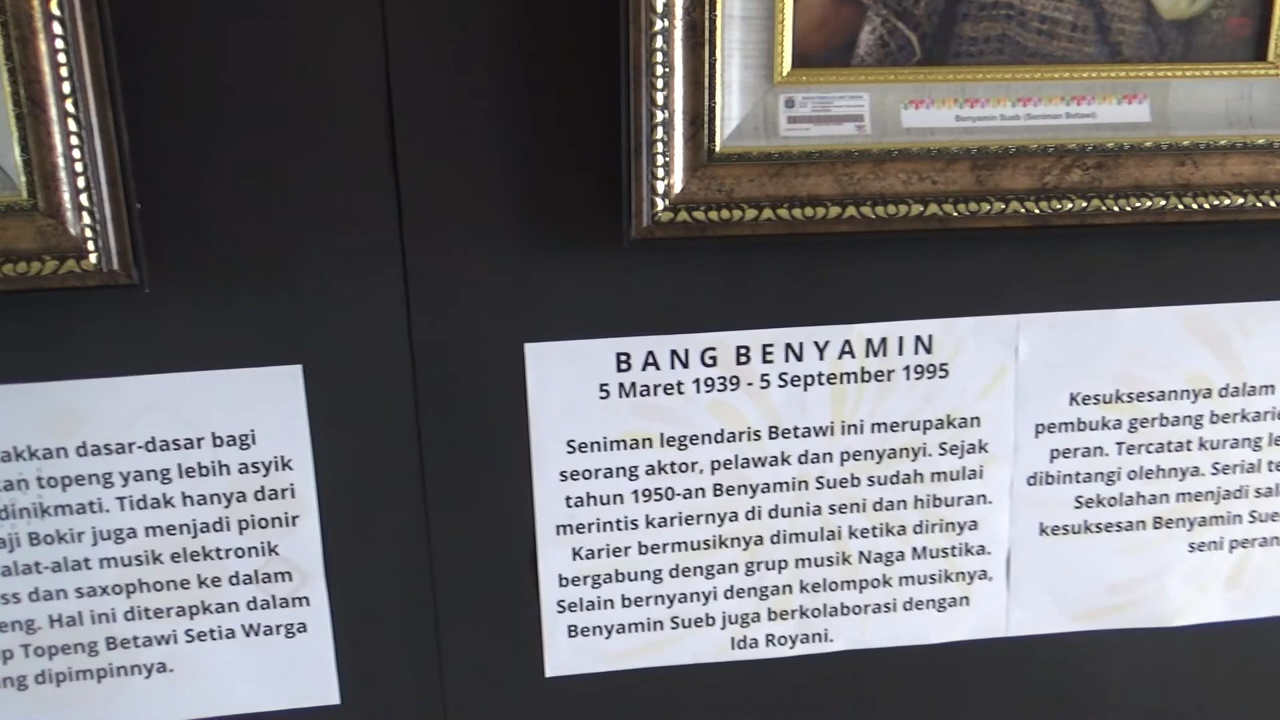 Benyamin Sueb (Seniman Betawi)
akkan dasar-dasar bagi
an topeng yang lebih asyik
dinikmati. Tidak hanya dari
aji Bokir juga menjadi pionir
alat-alat musik elektronik
ss dan saxophone ke dalam
eng. Hal ini diterapkan dalam
p Topeng Betawi Setia Warga
ng dipimpinnya.
BANG BENYAMIN
5 Maret 1939 - 5 September 1995
Seniman legendaris Betawi ini merupakan
seorang aktor, pelawak dan penyanyi. Sejak
tahun 1950-an Benyamin Sueb sudah mulai
merintis kariernya di dunia seni dan hiburan.
Karier bermusiknya dimulai ketika dirinya
bergabung dengan grup musik Naga Mustika.
Selain bernyanyi dengan kelompok musiknya,
Benyamin Sueb juga berkolaborasi dengan
Ida Royani.
Kesuksesannya dalam
pembuka gerbang berkarie
peran. Tercatat kurang le
dibintangi olehnya. Serial te
Sekolahan menjadi sal
kesuksesan Benyamin Sue
seni peran